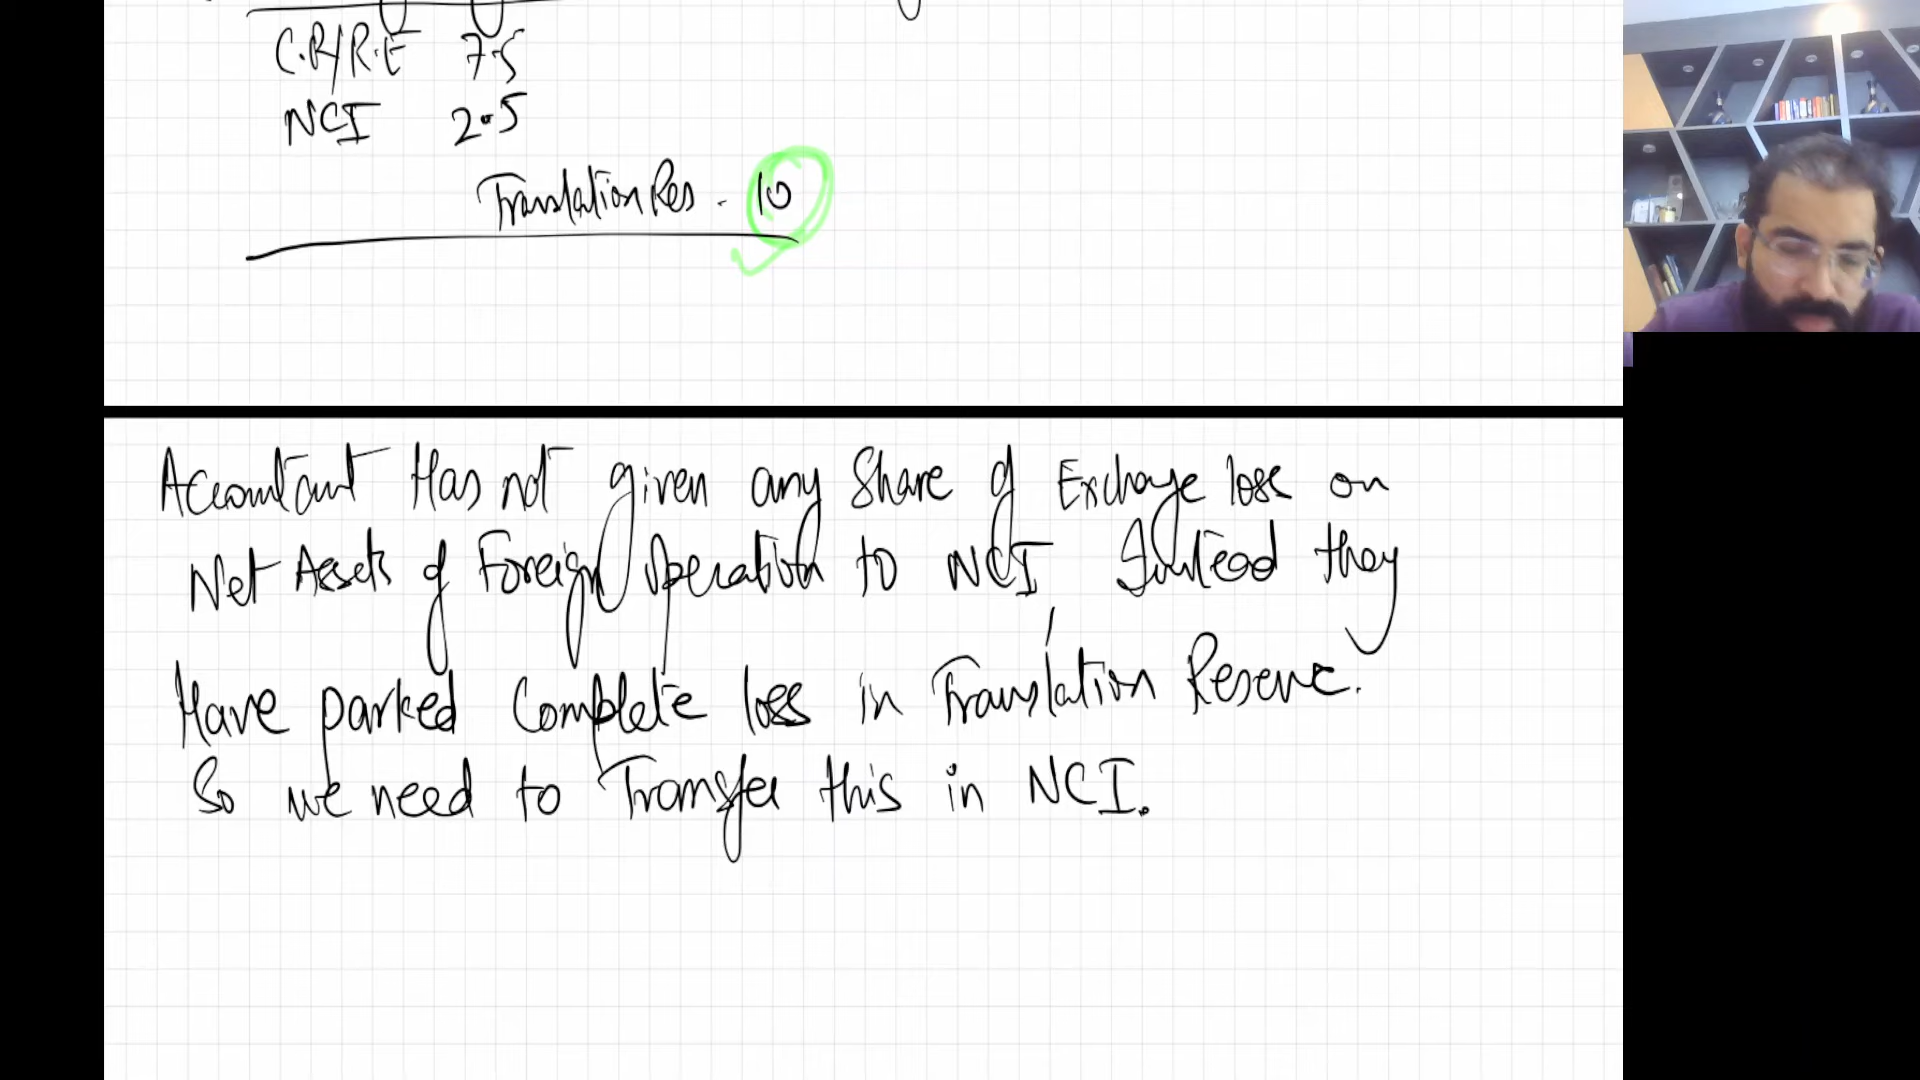 C.R/R.E 7.5
NCI 2.5
Translation Res. 10
Accountant Has not given any Share of Exchange loss on
Net Assets of Foreign Operation to NCI, Instead they
Have parked Complete loss in Translation Reserve.
So we need to Transfer this in NCI.